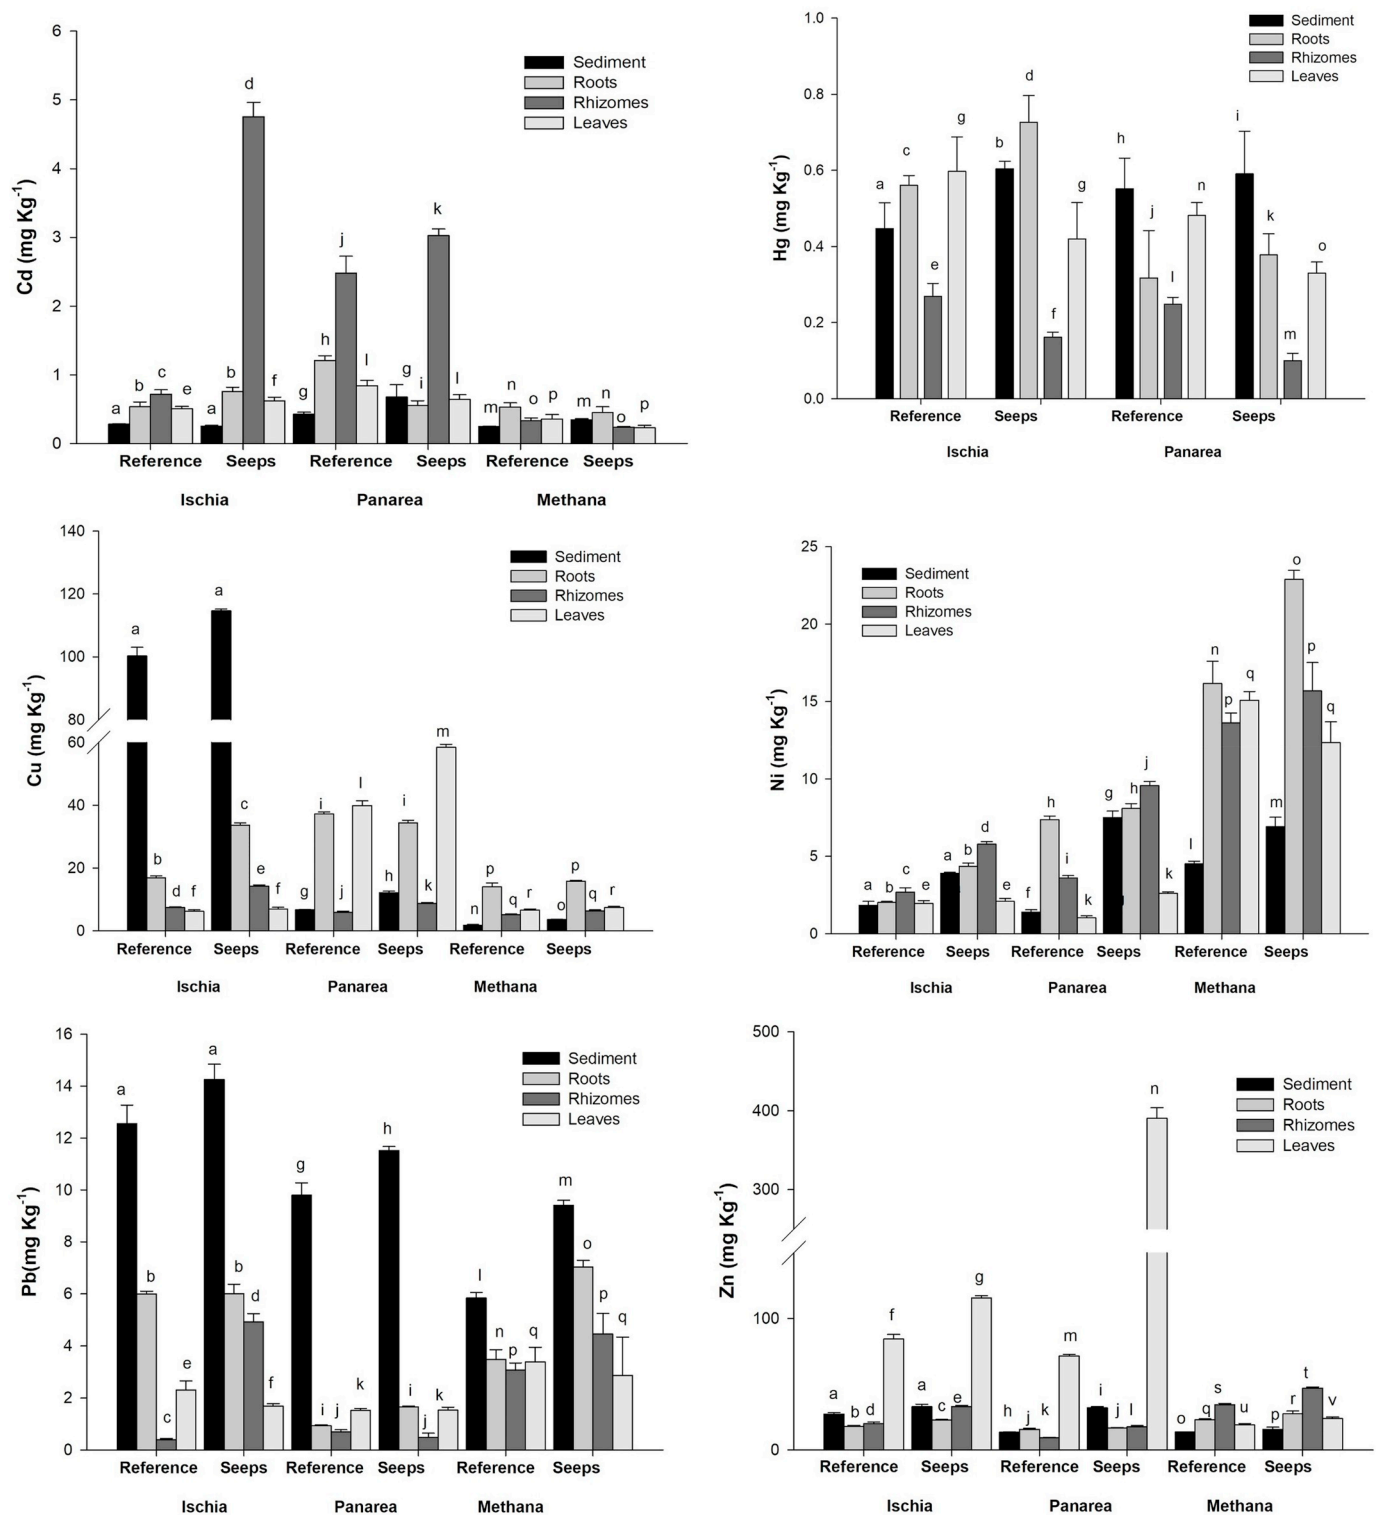 6
5
4
3
2
1
0
Cd (mg Kg-1)
Sediment
Roots
Rhizomes
Leaves
a b c e a b d f g h j l g i k l m n o p m n o p
Reference Seeps Reference Seeps Reference Seeps
Ischia Panarea Methana
1.0
0.8
0.6
0.4
0.2
0.0
Hg (mg Kg-1)
Sediment
Roots
Rhizomes
Leaves
a c e g b d f g h j l n i k m o
Reference Seeps Reference Seeps
Ischia Panarea
140
120
100
80
60
40
20
0
Cu (mg Kg-1)
Sediment
Roots
Rhizomes
Leaves
a b d f a c e f g i j l h i k m n p q r o p q r
Reference Seeps Reference Seeps Reference Seeps
Ischia Panarea Methana
25
20
15
10
5
0
Ni (mg Kg-1)
Sediment
Roots
Rhizomes
Leaves
a b c e a b d e f h i k g h j k l n p q m o p q
Reference Seeps Reference Seeps Reference Seeps
Ischia Panarea Methana
16
14
12
10
8
6
4
2
0
Pb(mg Kg-1)
Sediment
Roots
Rhizomes
Leaves
a b c e a b d f g i j k h i j k l n p q m o p q
Reference Seeps Reference Seeps Reference Seeps
Ischia Panarea Methana
500
400
300
100
0
Zn (mg Kg-1)
Sediment
Roots
Rhizomes
Leaves
a b d f a c e g h j k m i j l n o q s u p r t v
Reference Seeps Reference Seeps Reference Seeps
Ischia Panarea Methana